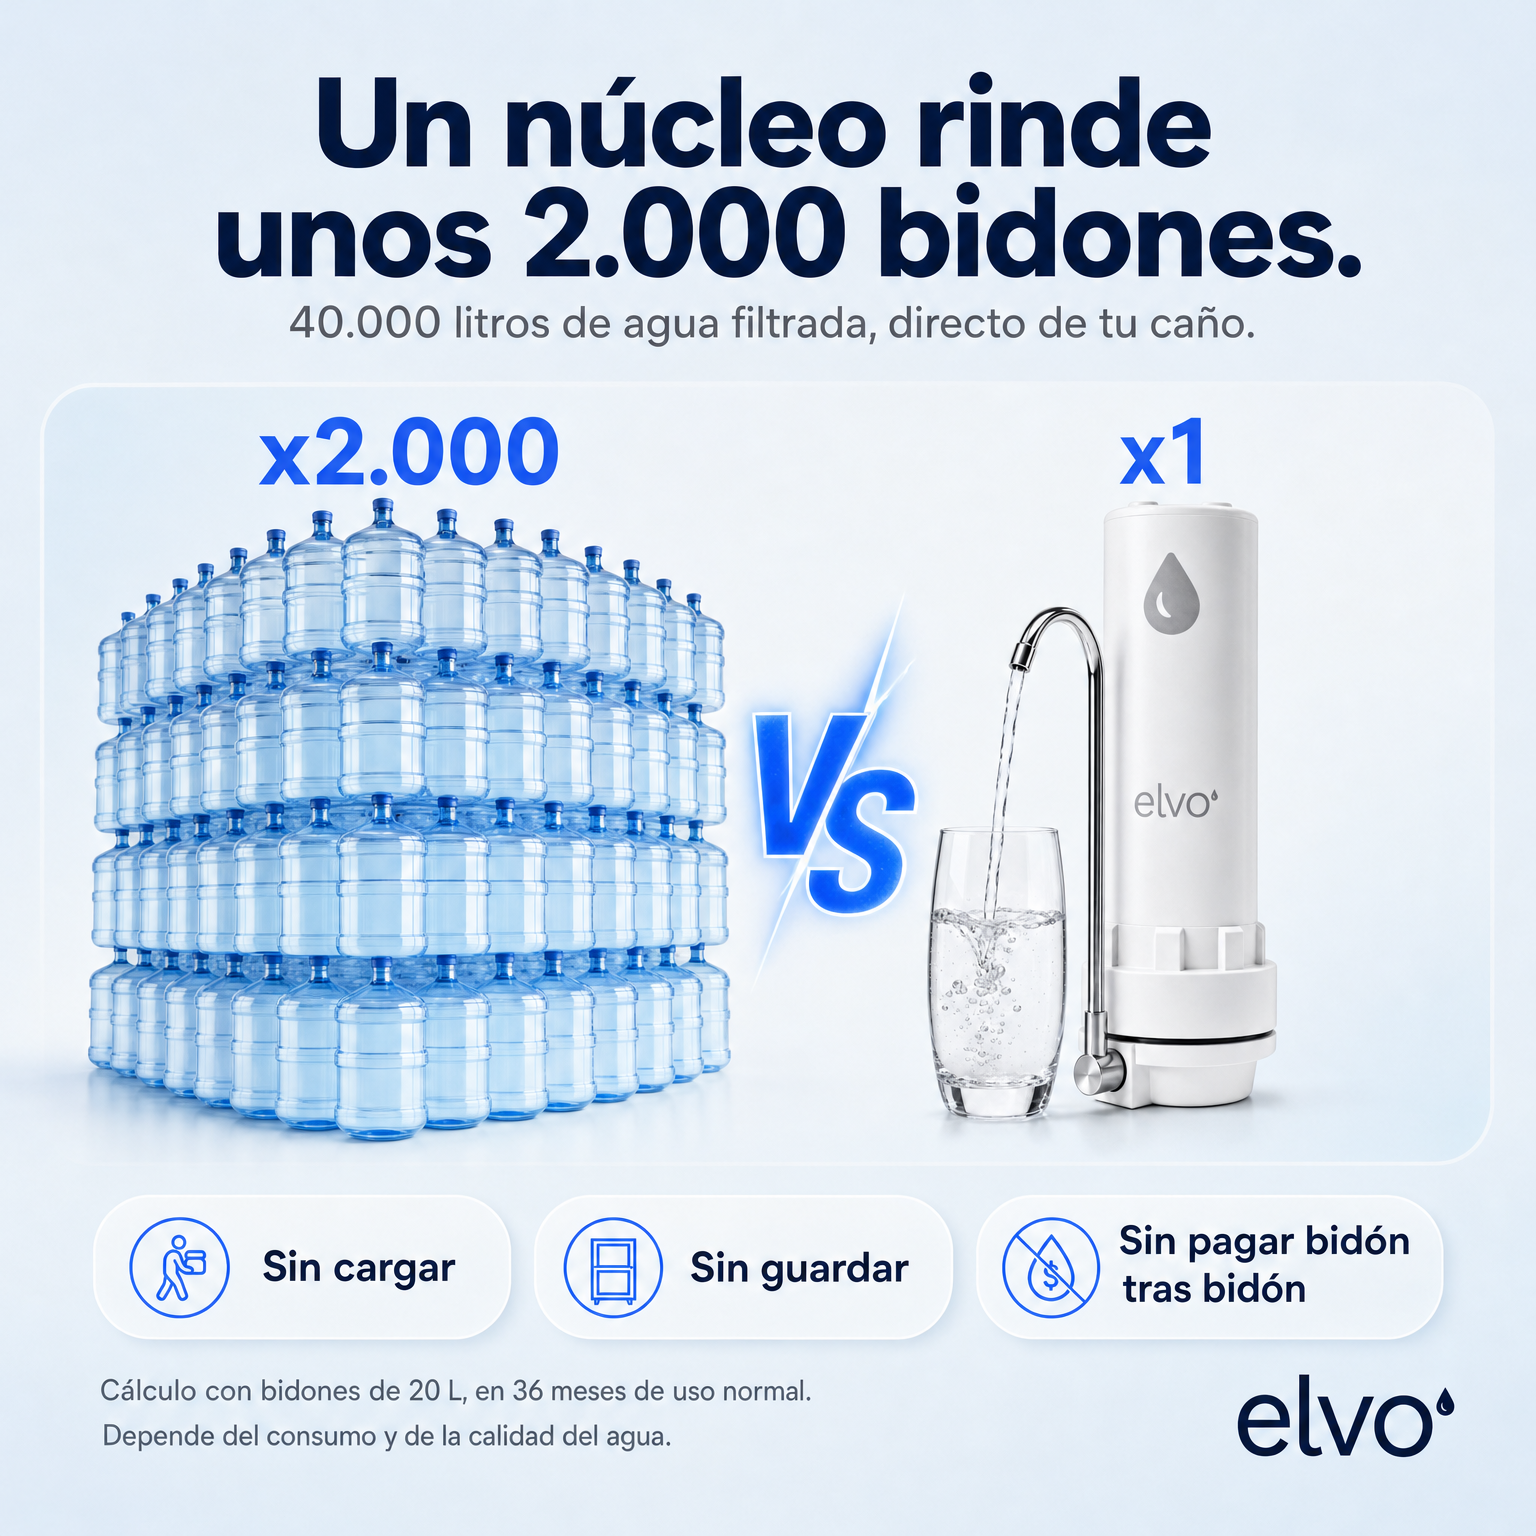 Un núcleo rinde
unos 2.000 bidones.
40.000 litros de agua filtrada, directo de tu caño.
x2.000
x1
VS
elvo
Sin cargar
Sin guardar
$
Sin pagar bidón
tras bidón
Cálculo con bidones de 20 L, en 36 meses de uso normal.
Depende del consumo y de la calidad del agua.
elvo